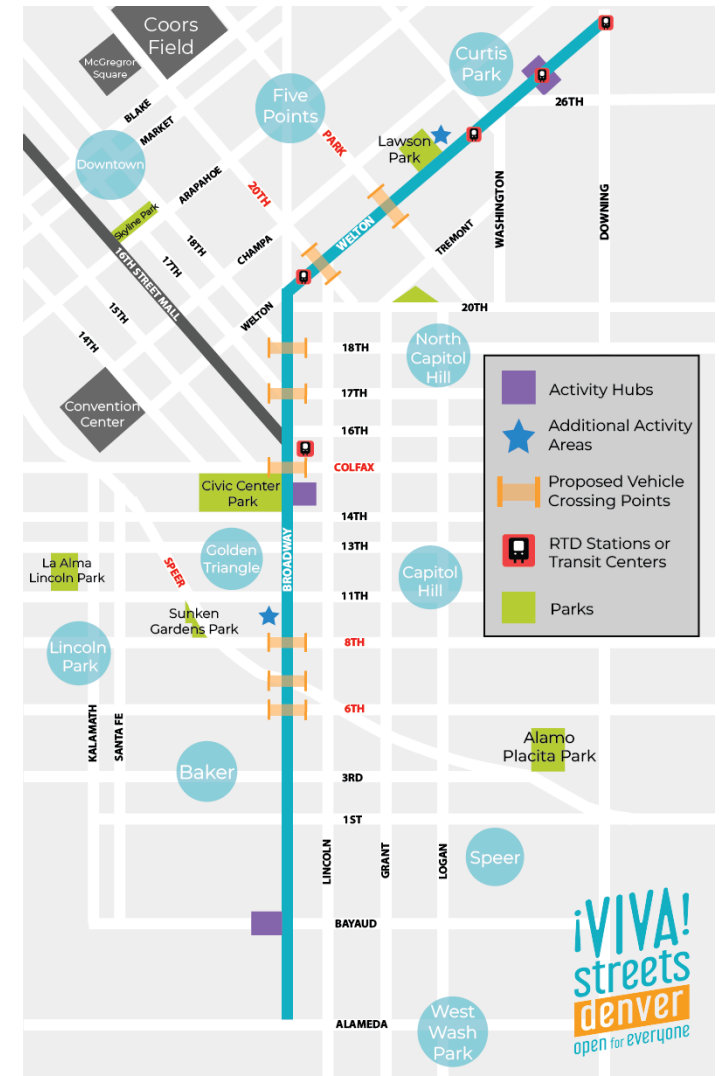 Coors
Field
McGregror
Square
Curtis
Park
Five
Points
BLAKE
MARKET
PARK
26TH
Lawson
Park
Downtown
ARAPAHOE
20TH
WASHINGTON
DOWNING
Skyline Park
WELTON
TREMONT
18TH
CHAMPA
17TH
16TH STREET MALL
15TH
WELTON
20TH
14TH
18TH
North
Capitol
Hill
17TH
Convention
Center
16TH
COLFAX
Civic Center
Park
14TH
13TH
BROADWAY
Golden
Triangle
La Alma
Lincoln Park
SPEER
Capitol
Hill
11TH
Sunken
Gardens Park
8TH
Lincoln
Park
6TH
KALAMATH
SANTA FE
Alamo
Placita Park
Baker
3RD
1ST
LINCOLN
GRANT
LOGAN
Speer
BAYAUD
West
Wash
Park
ALAMEDA
Activity Hubs
Additional Activity
Areas
Proposed Vehicle
Crossing Points
RTD Stations or
Transit Centers
Parks
¡VIVA!
streets
denver
open for everyone